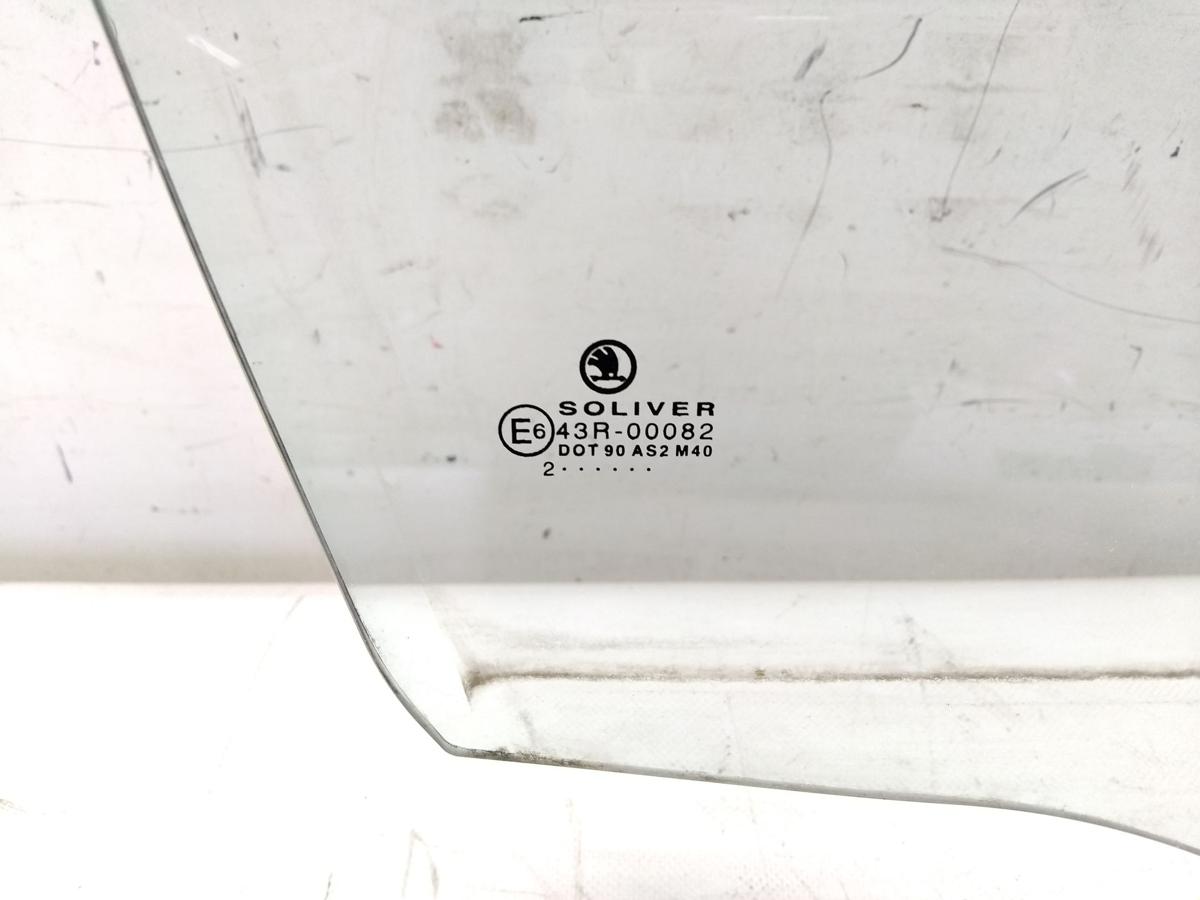 SOLIVER
E6 43R-00082
DOT 90 AS2 M40
2 · · · · · ·